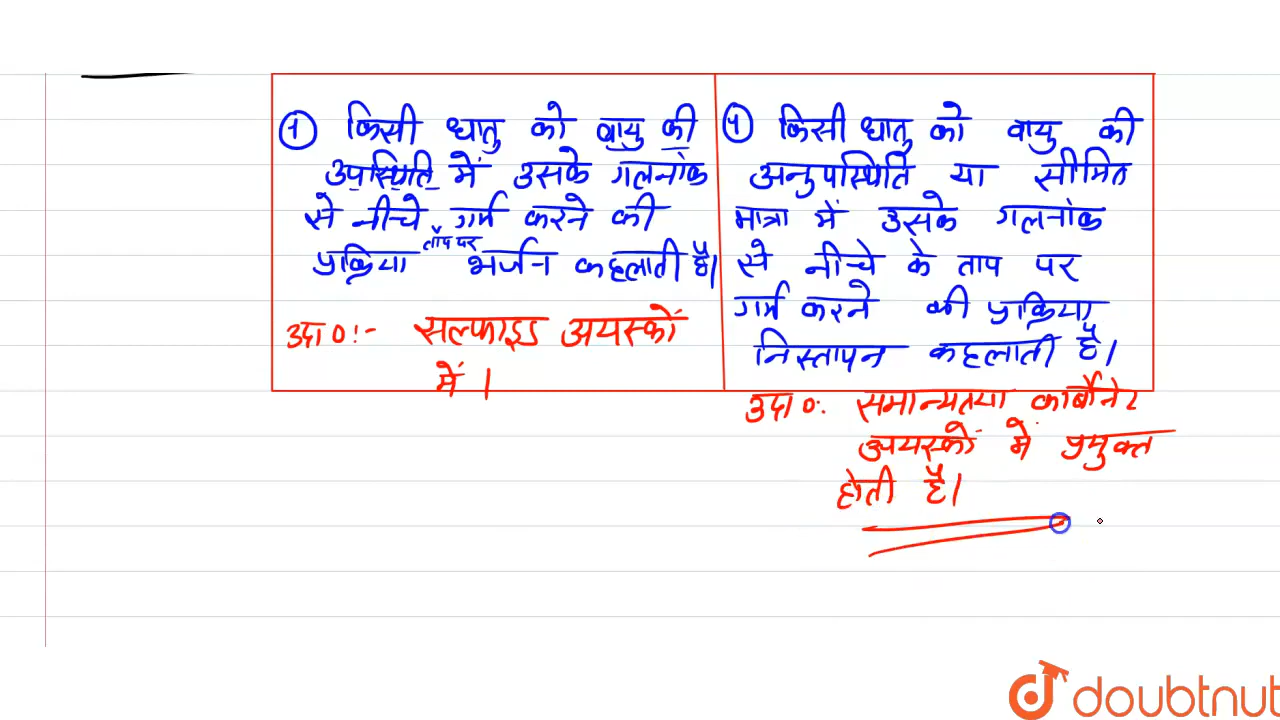 ① किसी धातु को वायु की
उपस्थिति में उसके गलनांक
से नीचे गर्म करने की
ताप पर
प्रक्रिया भर्जन कहलाती है।
उदा०:- सल्फाइड अयस्कों
में।
① किसी धातु को वायु की
अनुपस्थिति या सीमित
मात्रा में उसके गलनांक
से नीचे के ताप पर
गर्म करने की प्रक्रिया
निस्तापन कहलाती है।
उदा०: समान्यतया कार्बोनेट
अयस्कों में प्रयुक्त
होती है।
doubtnut